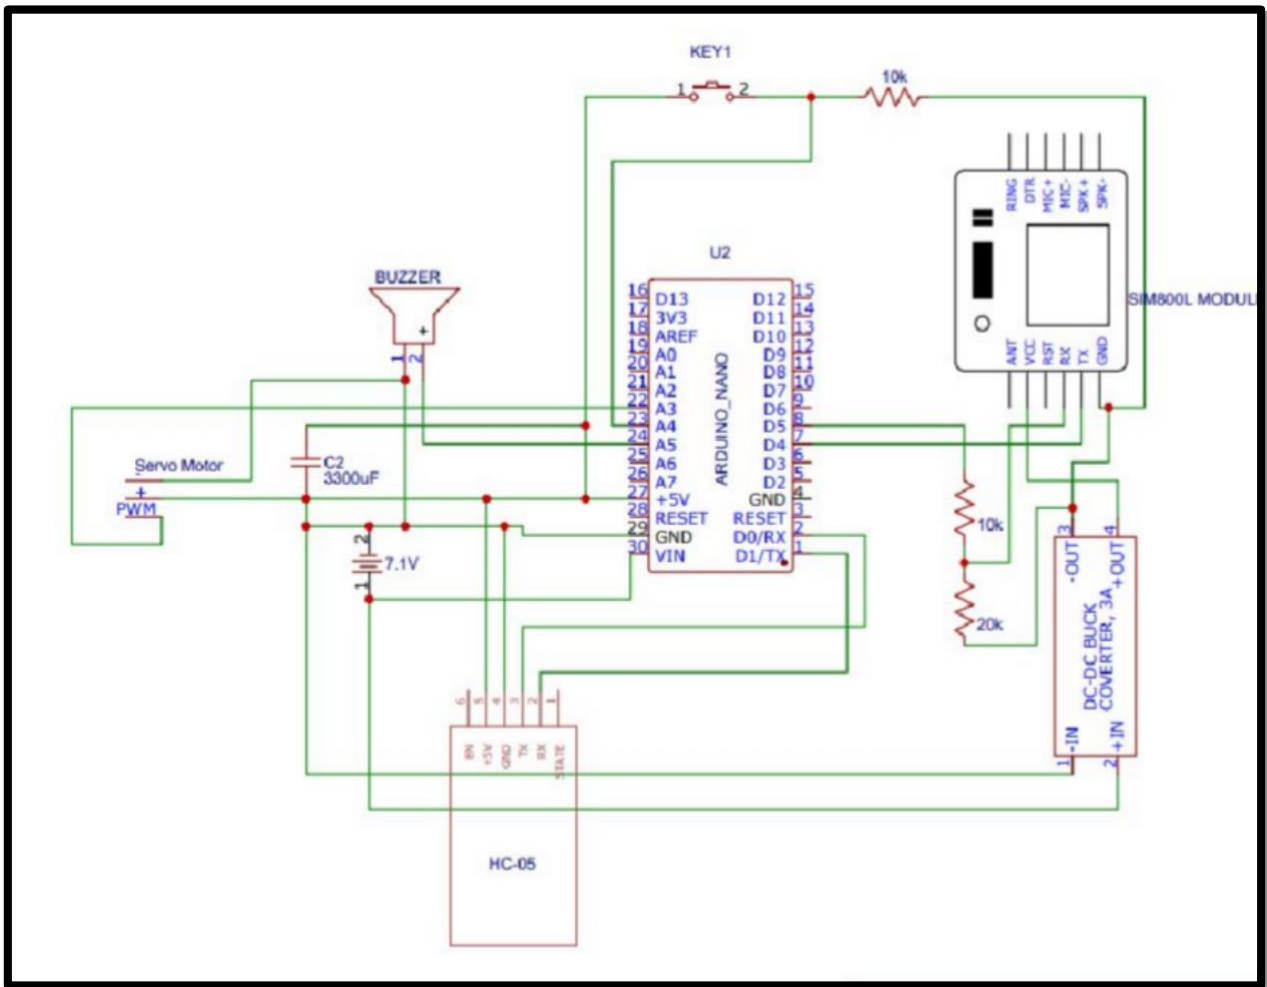 KEY1
1
2
10k
RING
DTR
MIC+
MIC-
SPK+
SPK-
SIM800L MODUL
ANT
VCC
RST
RX
TX
GND
U2
ARDUINO_NANO
16 D13
17 3V3
18 AREF
19 A0
20 A1
21 A2
22 A3
23 A4
24 A5
25 A6
26 A7
27 +5V
28 RESET
29 GND
30 VIN
D12 15
D11 14
D10 13
D9 12
D8 11
D7 10
D6 9
D5 8
D4 7
D3 6
D2 5
GND 4
RESET 3
D0/RX 2
D1/TX 1
BUZZER
+
1
2
Servo Motor
-
+
PWM
C2
3300uF
2
7.1V
1
10k
20k
3
4
-OUT
+OUT
DC-DC BUCK
COVERTER, 3A
-IN
+IN
1
2
6
5
4
3
2
1
EN
+5V
GND
TX
RX
STATE
HC-05